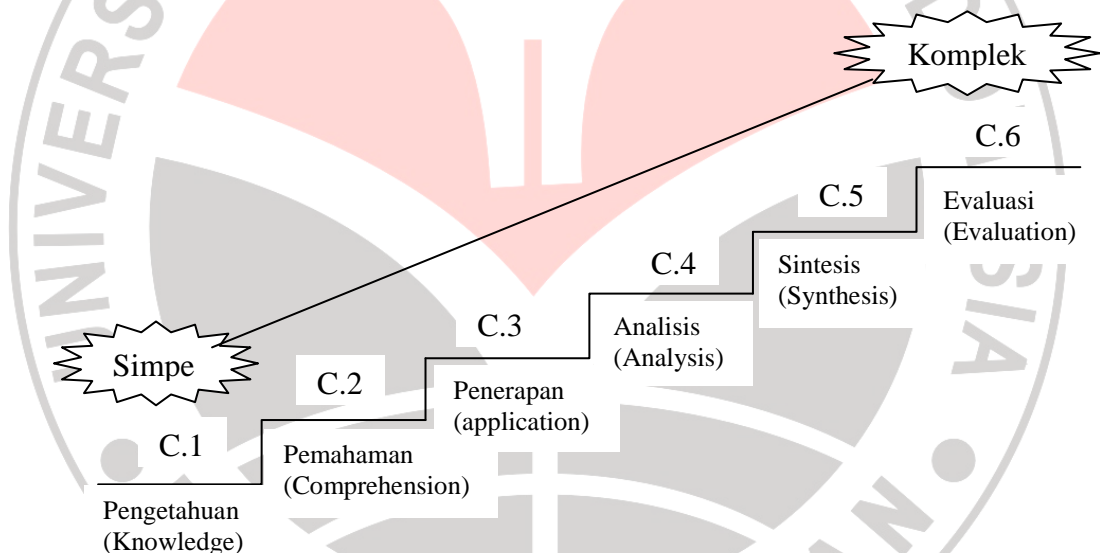 Komplek
C.6
Evaluasi
(Evaluation)
C.5
Sintesis
(Synthesis)
C.4
Analisis
(Analysis)
C.3
Penerapan
(application)
Simpe
C.2
Pemahaman
(Comprehension)
C.1
Pengetahuan
(Knowledge)